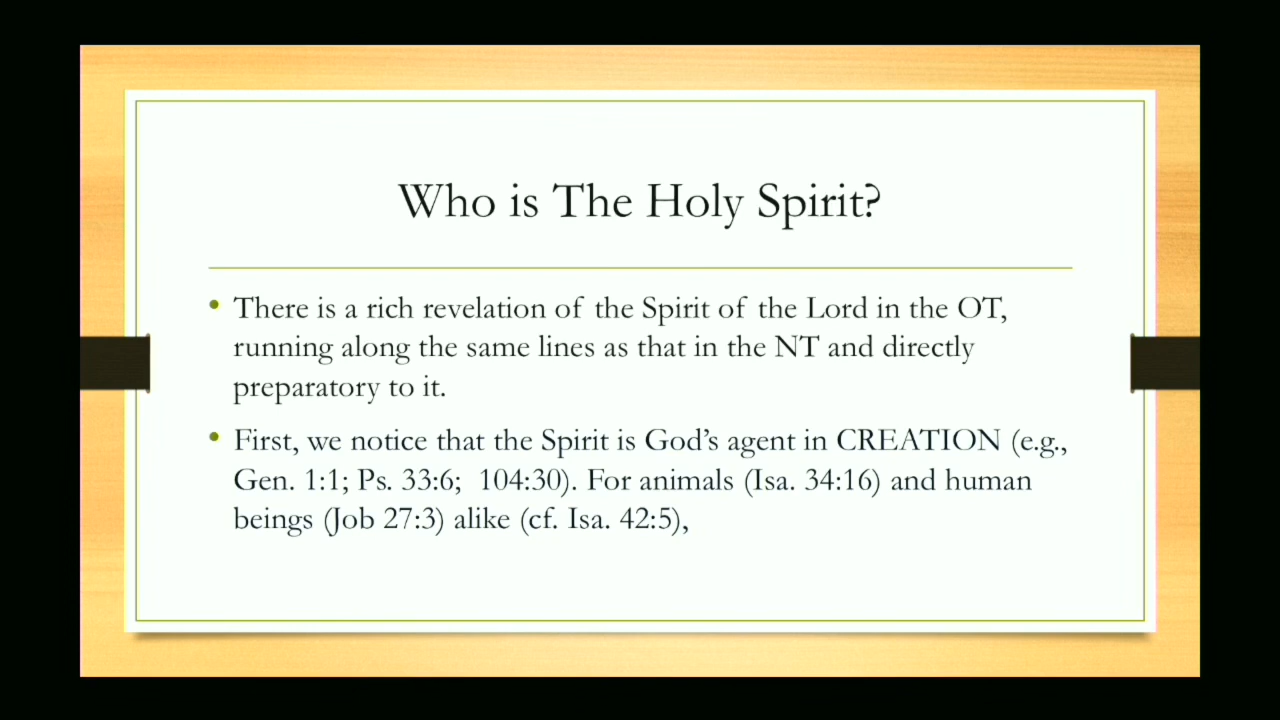 Who is The Holy Spirit?
• There is a rich revelation of the Spirit of the Lord in the OT,
running along the same lines as that in the NT and directly
preparatory to it.
• First, we notice that the Spirit is God’s agent in CREATION (e.g.,
Gen. 1:1; Ps. 33:6;  104:30). For animals (Isa. 34:16) and human
beings (Job 27:3) alike (cf. Isa. 42:5),